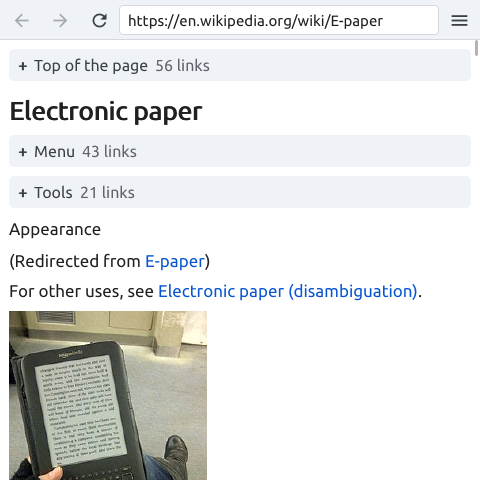 https://en.wikipedia.org/wiki/E-paper
+ Top of the page 56 links
Electronic paper
+ Menu 43 links
+ Tools 21 links
Appearance
(Redirected from E-paper)
For other uses, see Electronic paper (disambiguation).
amazonkindle